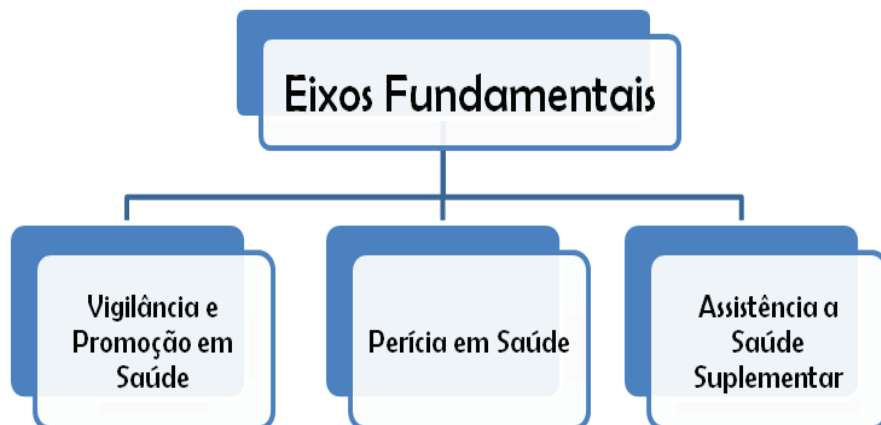 Eixos Fundamentais
Vigilância e
Promoção em
Saúde
Perícia em Saúde
Assistência a
Saúde
Suplementar